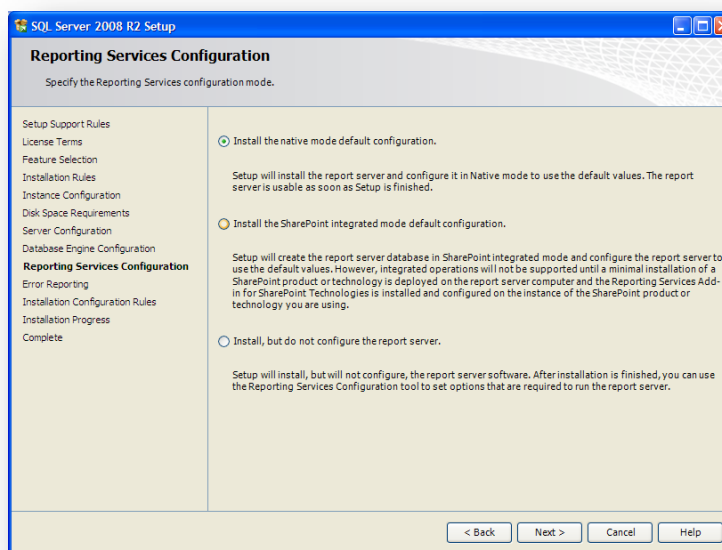 SQL Server 2008 R2 Setup
Reporting Services Configuration
Specify the Reporting Services configuration mode.
Setup Support Rules
License Terms
Feature Selection
Installation Rules
Instance Configuration
Disk Space Requirements
Server Configuration
Database Engine Configuration
Reporting Services Configuration
Error Reporting
Installation Configuration Rules
Installation Progress
Complete
Install the native mode default configuration.
Setup will install the report server and configure it in Native mode to use the default values. The report
server is usable as soon as Setup is finished.
Install the SharePoint integrated mode default configuration.
Setup will create the report server database in SharePoint integrated mode and configure the report server to
use the default values. However, integrated operations will not be supported until a minimal installation of a
SharePoint product or technology is deployed on the report server computer and the Reporting Services Add-
in for SharePoint Technologies is installed and configured on the instance of the SharePoint product or
technology you are using.
Install, but do not configure the report server.
Setup will install, but will not configure, the report server software. After installation is finished, you can use
the Reporting Services Configuration tool to set options that are required to run the report server.
< Back Next > Cancel Help